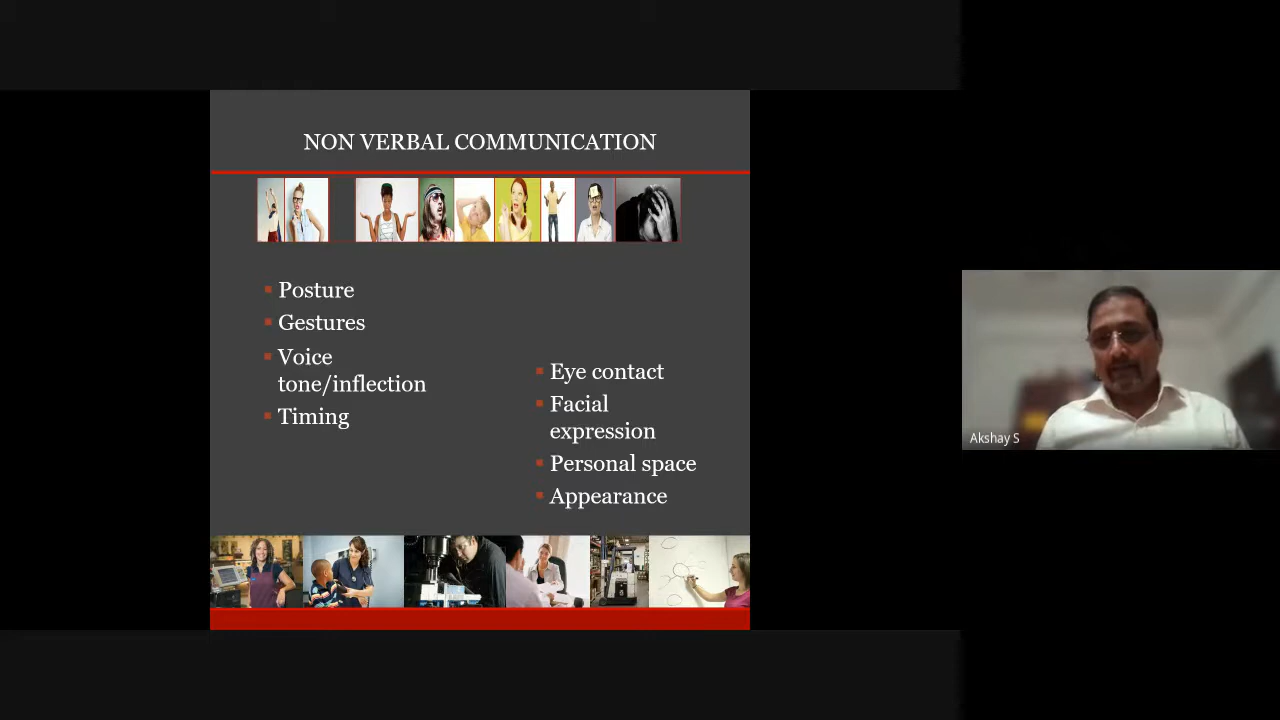 NON VERBAL COMMUNICATION
Posture
Gestures
Voice
tone/inflection
Timing
Eye contact
Facial
expression
Personal space
Appearance
Akshay S